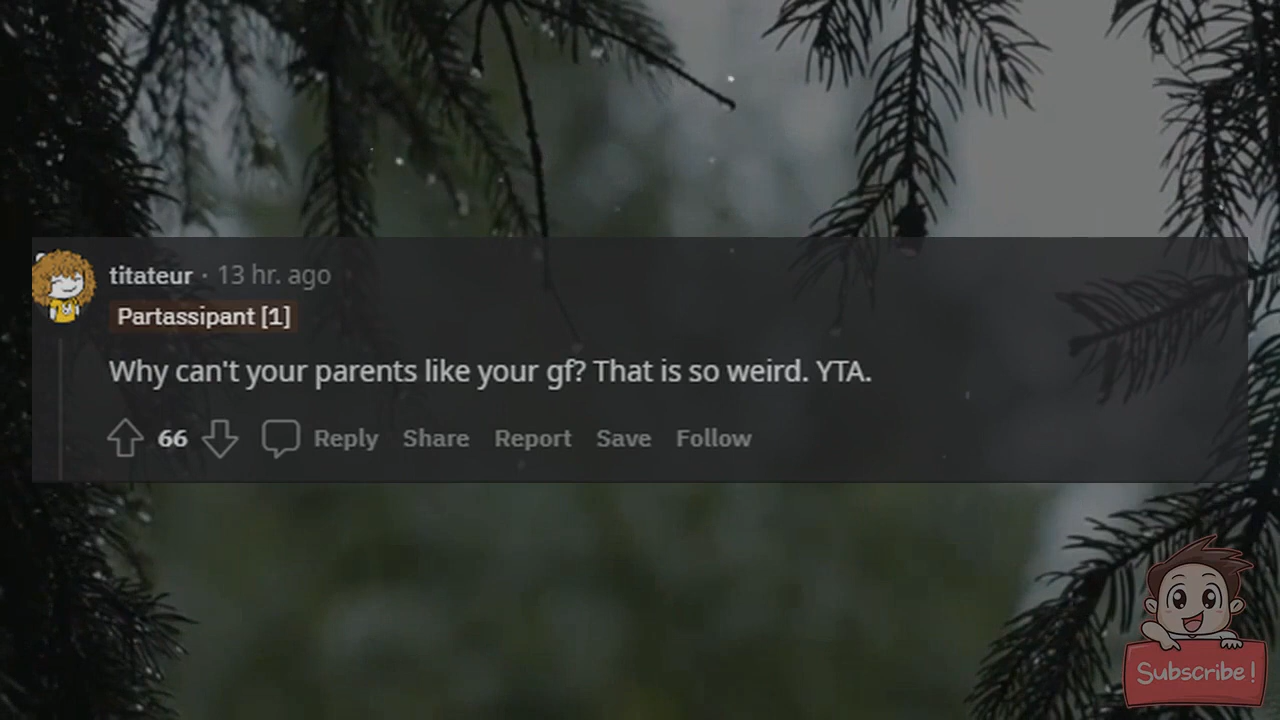 titateur · 13 hr. ago
Partassipant [1]
Why can't your parents like your gf? That is so weird. YTA.
66 Reply Share Report Save Follow
Subscribe!